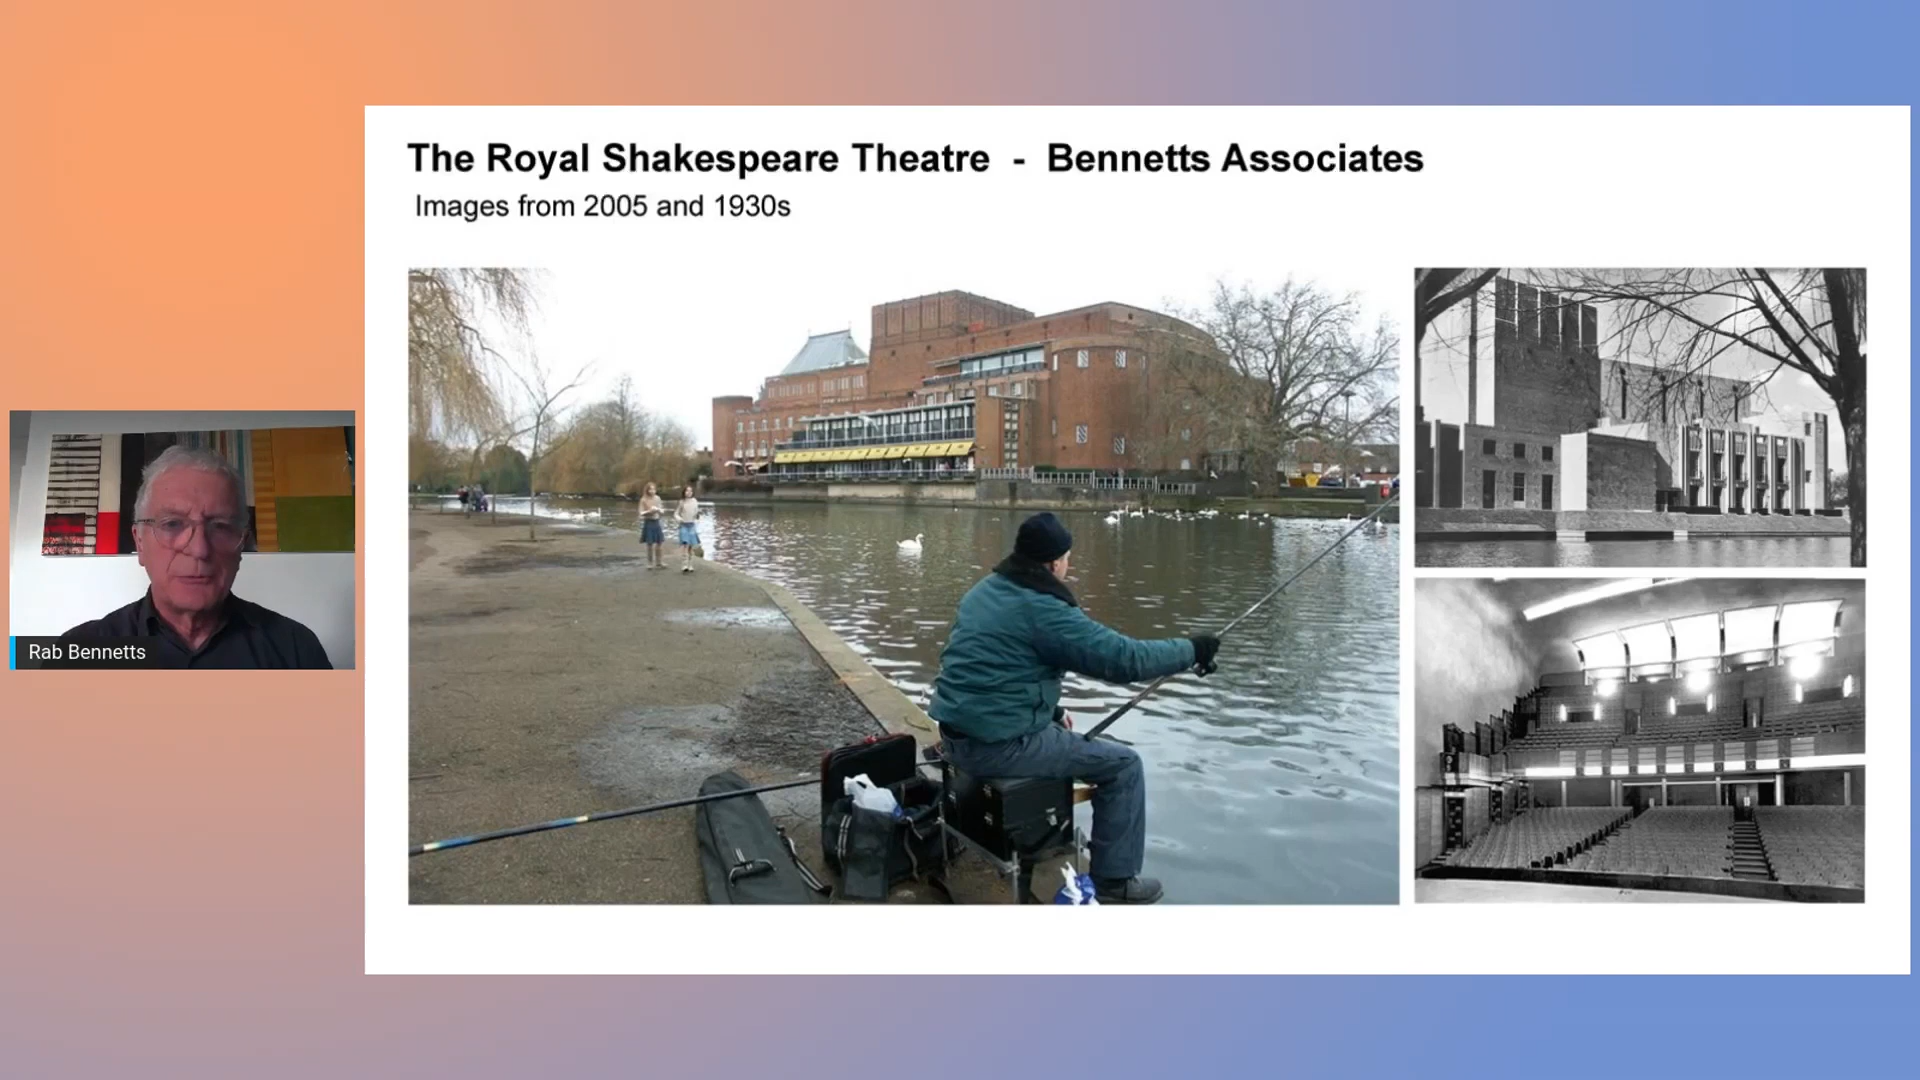 The Royal Shakespeare Theatre - Bennetts Associates
Images from 2005 and 1930s
Rab Bennetts